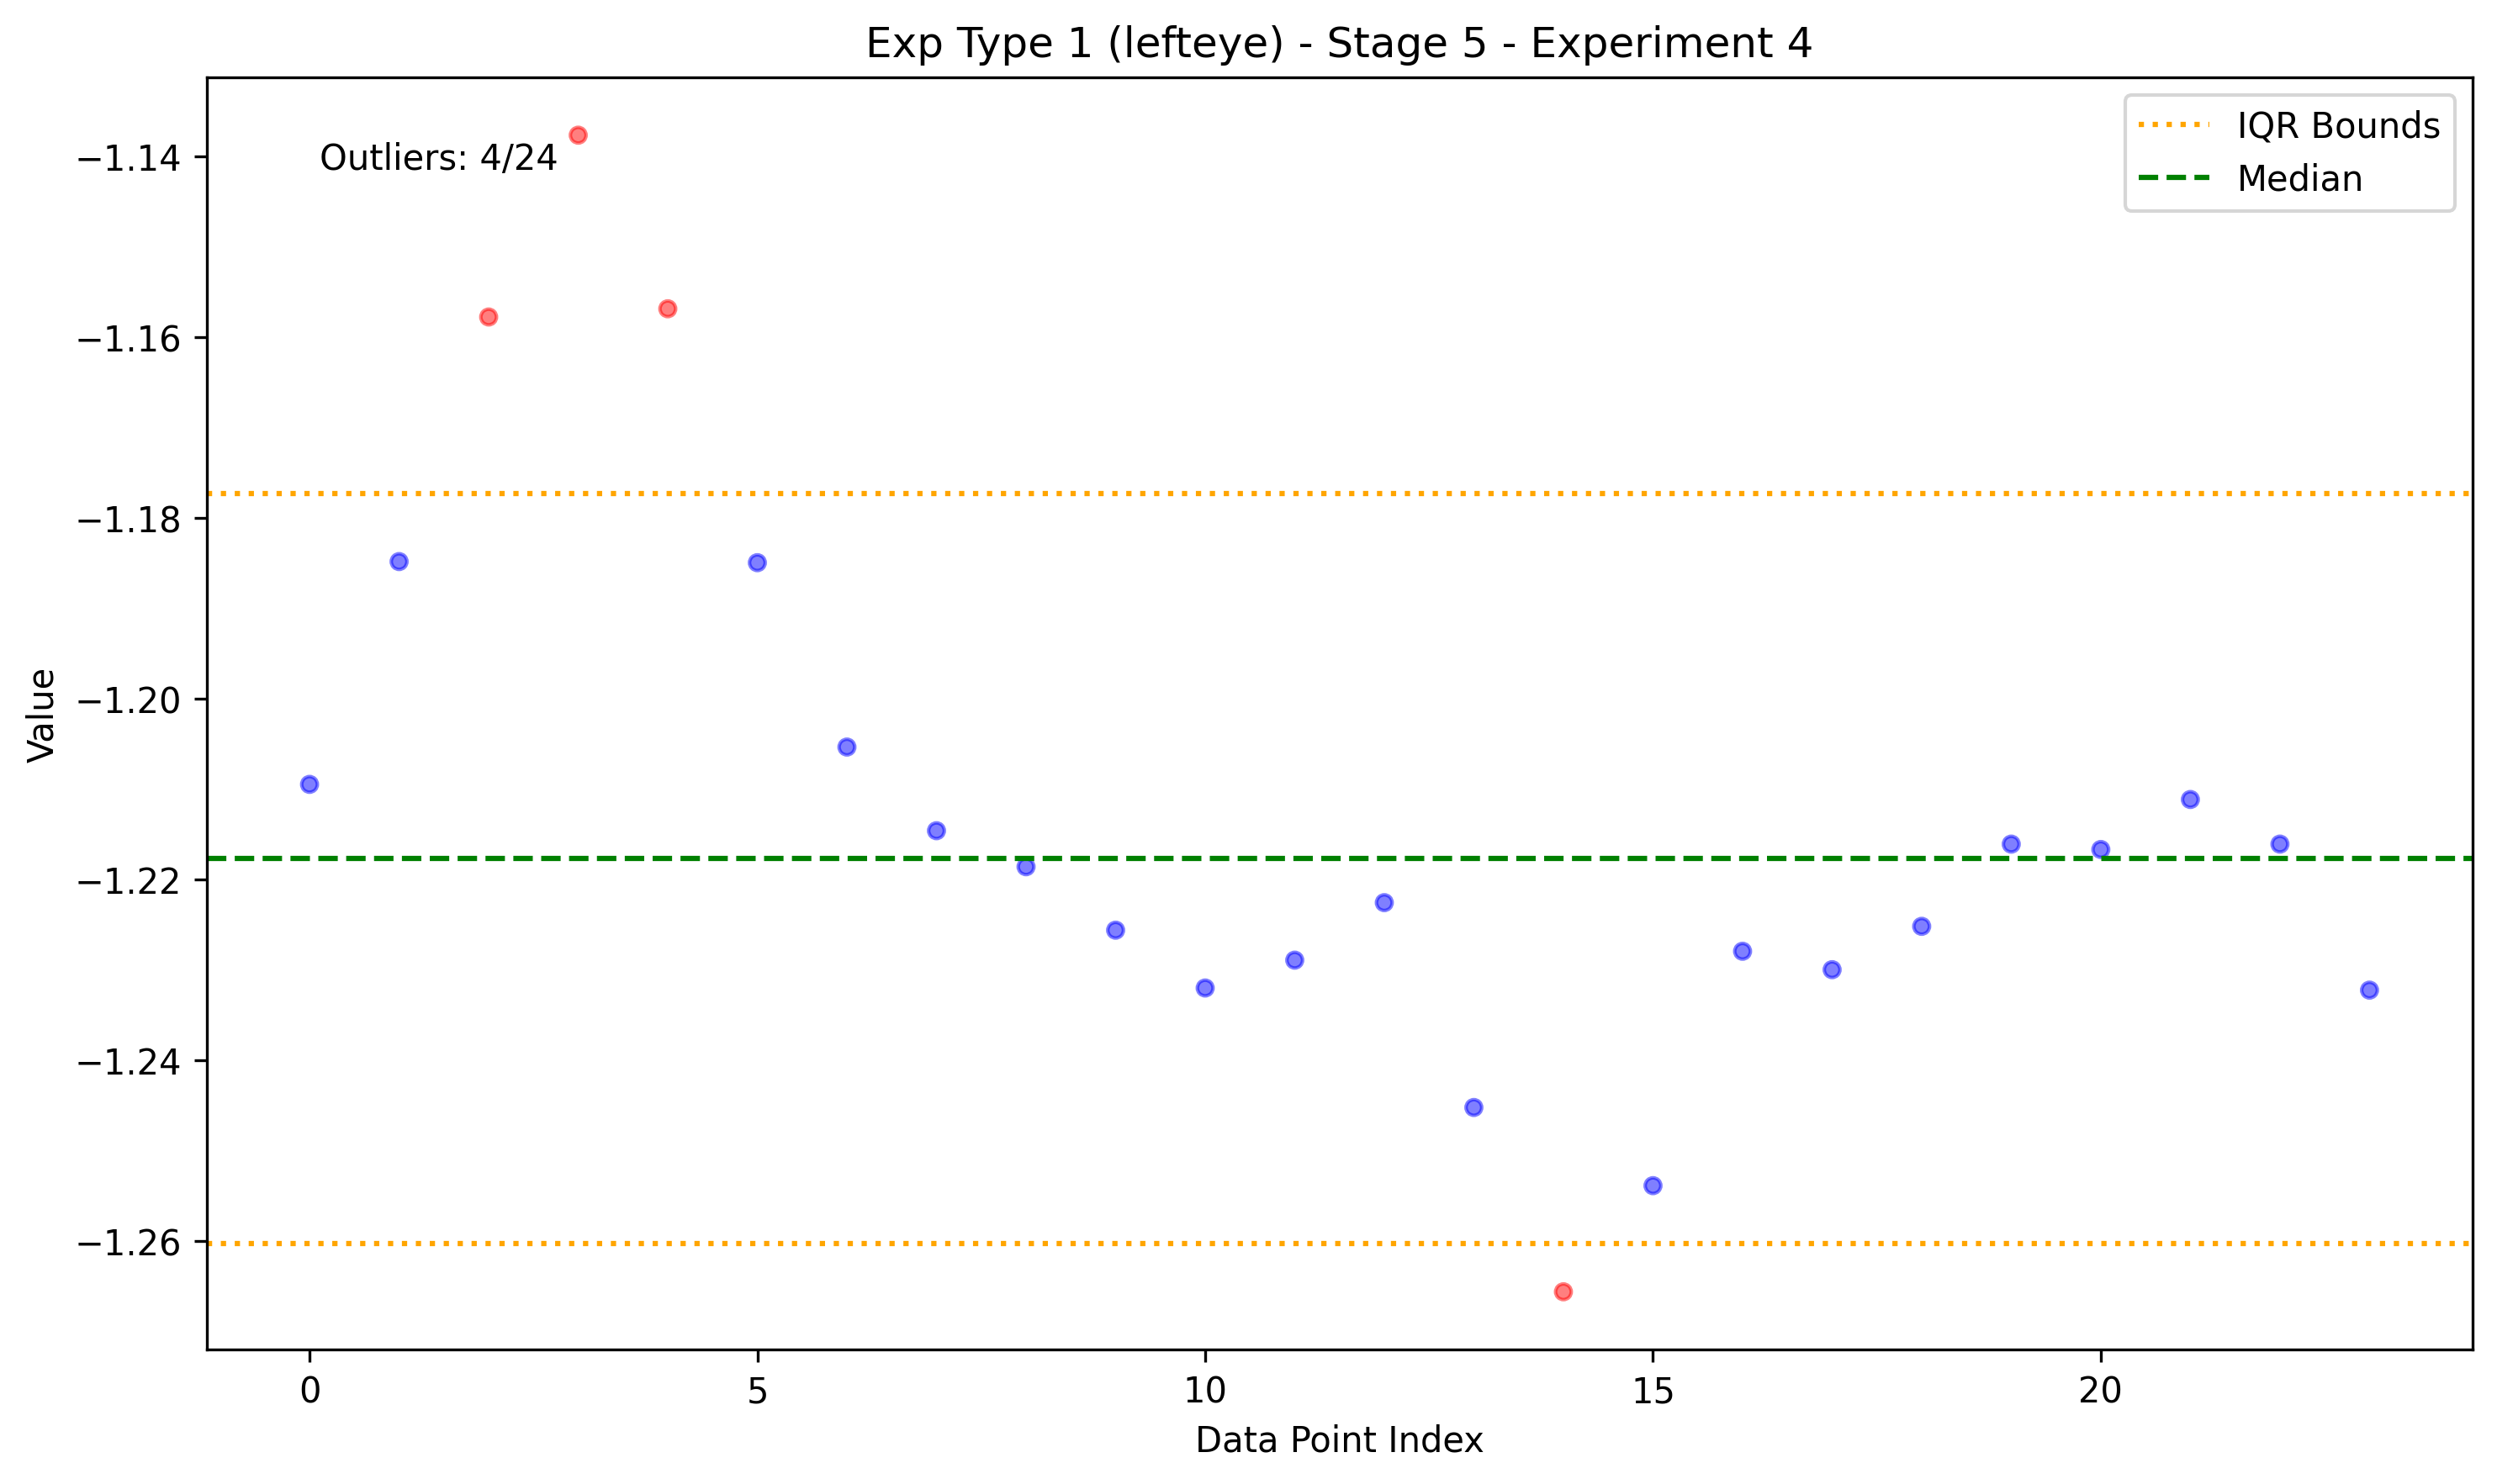 Exp Type 1 (lefteye) - Stage 5 - Experiment 4
Outliers: 4/24
IQR Bounds
Median
Value
−1.14
−1.16
−1.18
−1.20
−1.22
−1.24
−1.26
0
5
10
15
20
Data Point Index